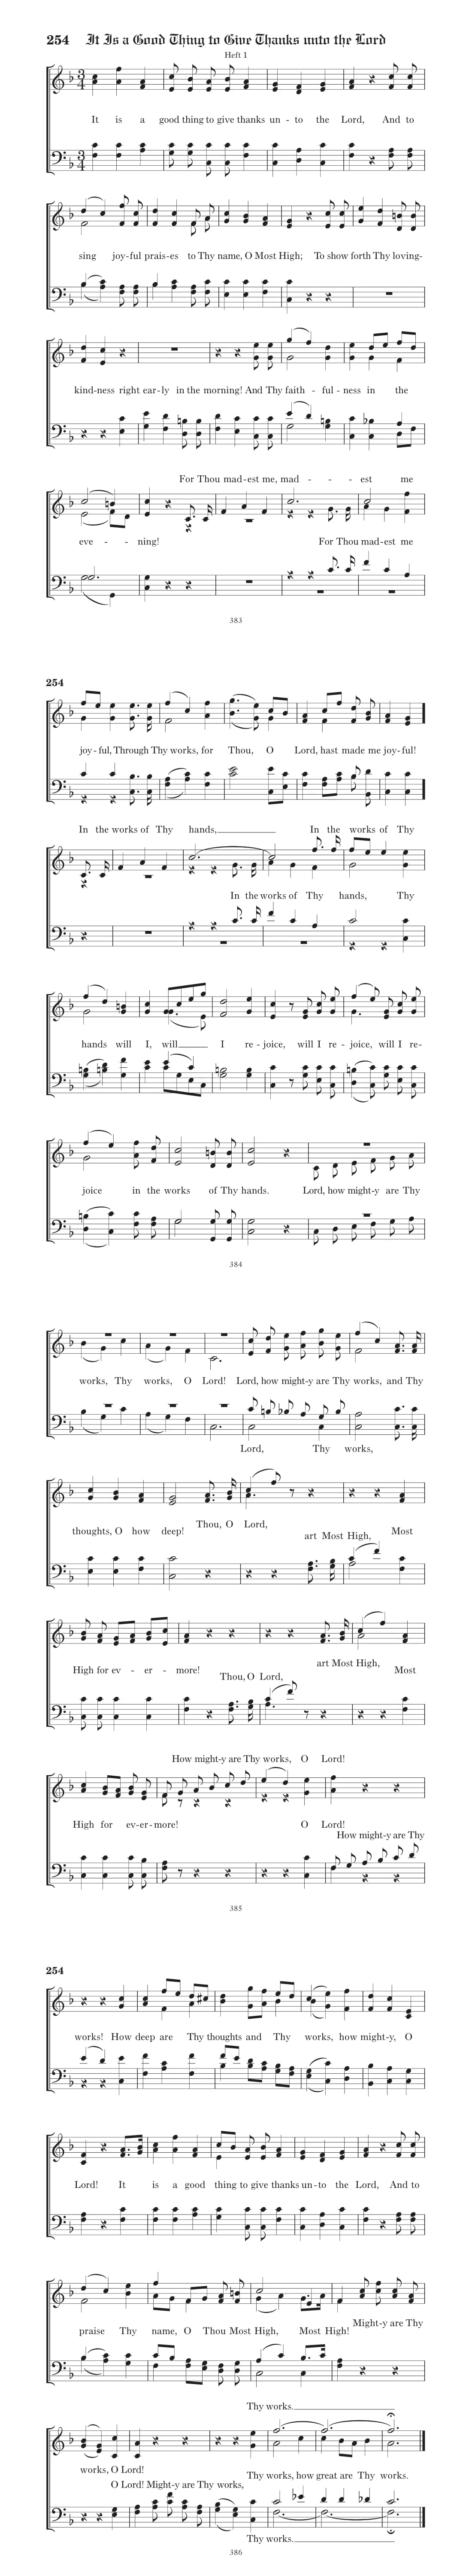 254 It Is a Good Thing to Give Thanks unto the Lord
Heft 1
It is a good thing to give thanks un - to the Lord, And to
sing joy - ful prais - es to Thy name, O Most High; To show forth Thy loving-
kind - ness right ear - ly in the morning! And Thy faith - ful - ness in the
For Thou mad - est me, mad - - - est me
eve - - ning! For Thou mad - est me
383
254
joy - ful, Through Thy works, for Thou, O Lord, hast made me joy - ful!
In the works of Thy hands, In the works of Thy
In the works of Thy hands, Thy
hands will I, will I re - joice, will I re - joice, will I re-
joice in the works of Thy hands. Lord, how might - y are Thy
384
works, Thy works, O Lord! Lord, how might - y are Thy works, and Thy
Lord, Thy works,
thoughts, O how deep! Thou, O Lord, art Most High, Most
High for ev - er - more! Thou, O Lord, art Most High, Most
How might - y are Thy works, O Lord!
High for ev - er - more! O Lord!
How might - y are Thy
385
254
works! How deep are Thy thoughts and Thy works, how might - y, O
Lord! It is a good thing to give thanks un - to the Lord, And to
praise Thy name, O Thou Most High, Most High! Might - y are Thy
Thy works.
works, O Lord! Thy works, how great are Thy works.
O Lord! Might - y are Thy works,
Thy works.
386